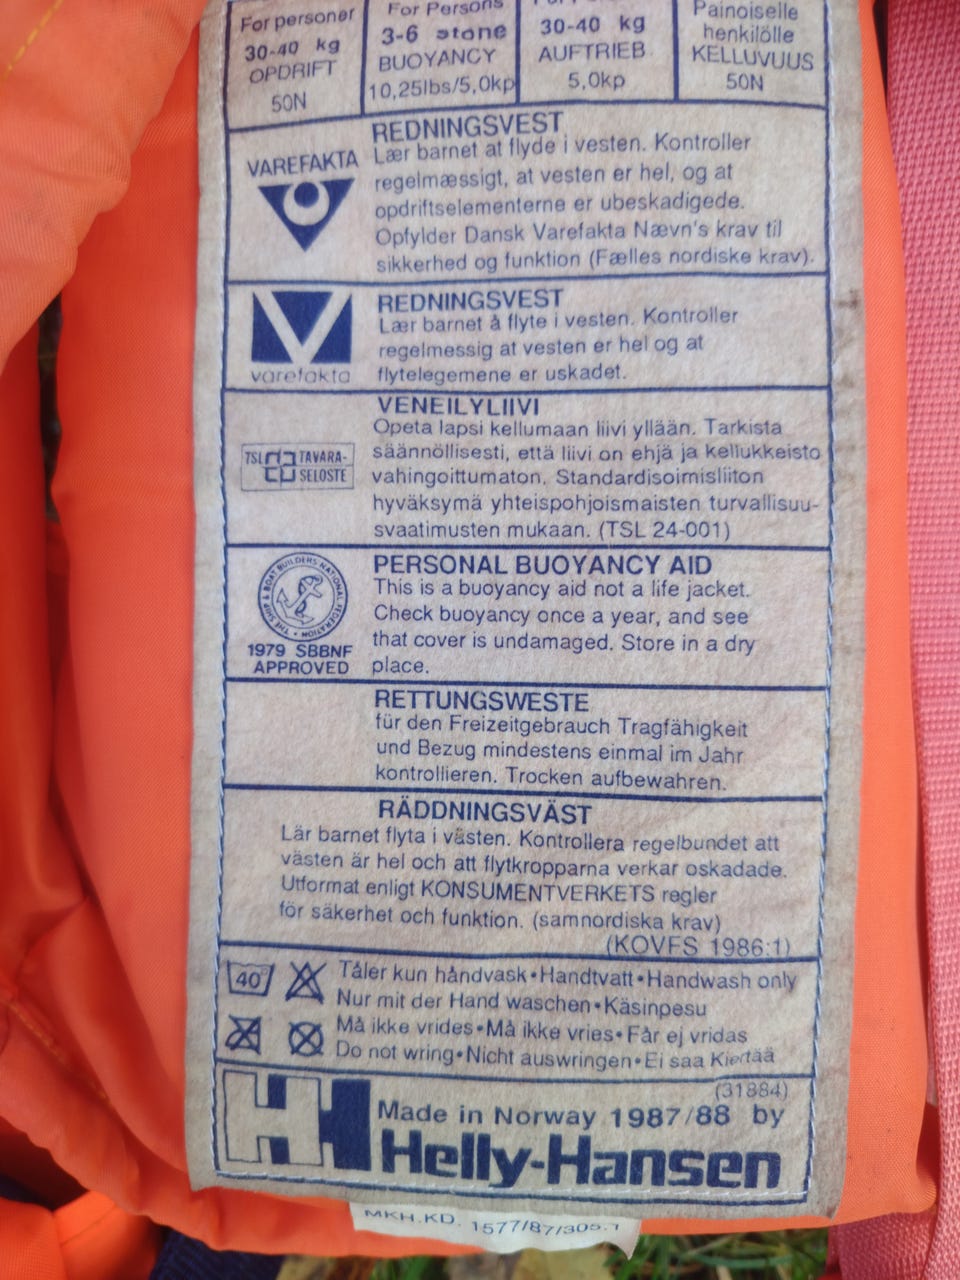 For personer
30-40 kg
OPDRIFT
50N
For Persons
3-6 stone
BUOYANCY
10,25lbs/5,0kp
Für Personen
30-40 kg
AUFTRIEB
5,0kp
Painoiselle
henkilölle
KELLUVUUS
50N
VAREFAKTA
REDNINGSVEST
Lær barnet at flyde i vesten. Kontroller
regelmæssigt, at vesten er hel, og at
opdriftselementerne er ubeskadigede.
Opfylder Dansk Varefakta Nævn's krav til
sikkerhed og funktion (Fælles nordiske krav).
varefakta
REDNINGSVEST
Lær barnet å flyte i vesten. Kontroller
regelmessig at vesten er hel og at
flytelegemene er uskadet.
TSL TAVARA-
SELOSTE
VENEILYLIIVI
Opeta lapsi kellumaan liivi yllään. Tarkista
säännöllisesti, että liivi on ehjä ja kellukkeisto
vahingoittumaton. Standardisoimisliiton
hyväksymä yhteispohjoismaisten turvallisuu-
svaatimusten mukaan. (TSL 24-001)
THE SHIP & BOAT BUILDERS NATIONAL FEDERATION
1979 SBBNF
APPROVED
PERSONAL BUOYANCY AID
This is a buoyancy aid not a life jacket.
Check buoyancy once a year, and see
that cover is undamaged. Store in a dry
place.
RETTUNGSWESTE
für den Freizeitgebrauch Tragfähigkeit
und Bezug mindestens einmal im Jahr
kontrollieren. Trocken aufbewahren.
RÄDDNINGSVÄST
Lär barnet flyta i västen. Kontrollera regelbundet att
västen är hel och att flytkropparna verkar oskadade.
Utformat enligt KONSUMENTVERKETS regler
för säkerhet och funktion. (samnordiska krav)
(KOVFS 1986:1)
40°
Tåler kun håndvask•Handtvatt•Handwash only
Nur mit der Hand waschen•Käsinpesu
Må ikke vrides•Må ikke vries•Får ej vridas
Do not wring•Nicht auswringen•Ei saa Kiertää
(31884)
Made in Norway 1987/88 by
Helly-Hansen
MKH.KD. 1577/87/305.1